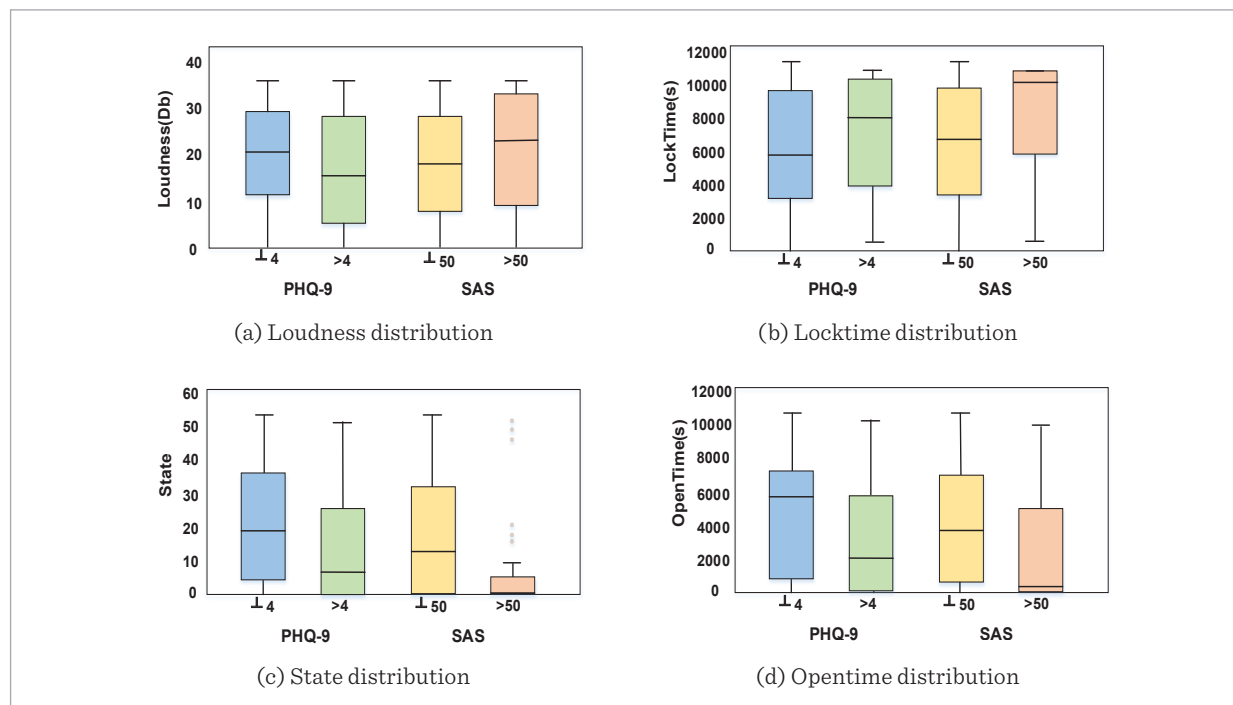 40
30
20
10
0
Loudness(Db)
⊥ 4
>4
⊥ 50
>50
PHQ-9
SAS
(a) Loudness distribution
12000
10000
8000
6000
4000
2000
0
LockTime(s)
⊥ 4
>4
⊥ 50
>50
PHQ-9
SAS
(b) Locktime distribution
60
50
40
30
20
10
0
State
⊥ 4
>4
⊥ 50
>50
PHQ-9
SAS
(c) State distribution
12000
10000
8000
6000
4000
2000
0
OpenTime(s)
⊥ 4
>4
⊥ 50
>50
PHQ-9
SAS
(d) Opentime distribution